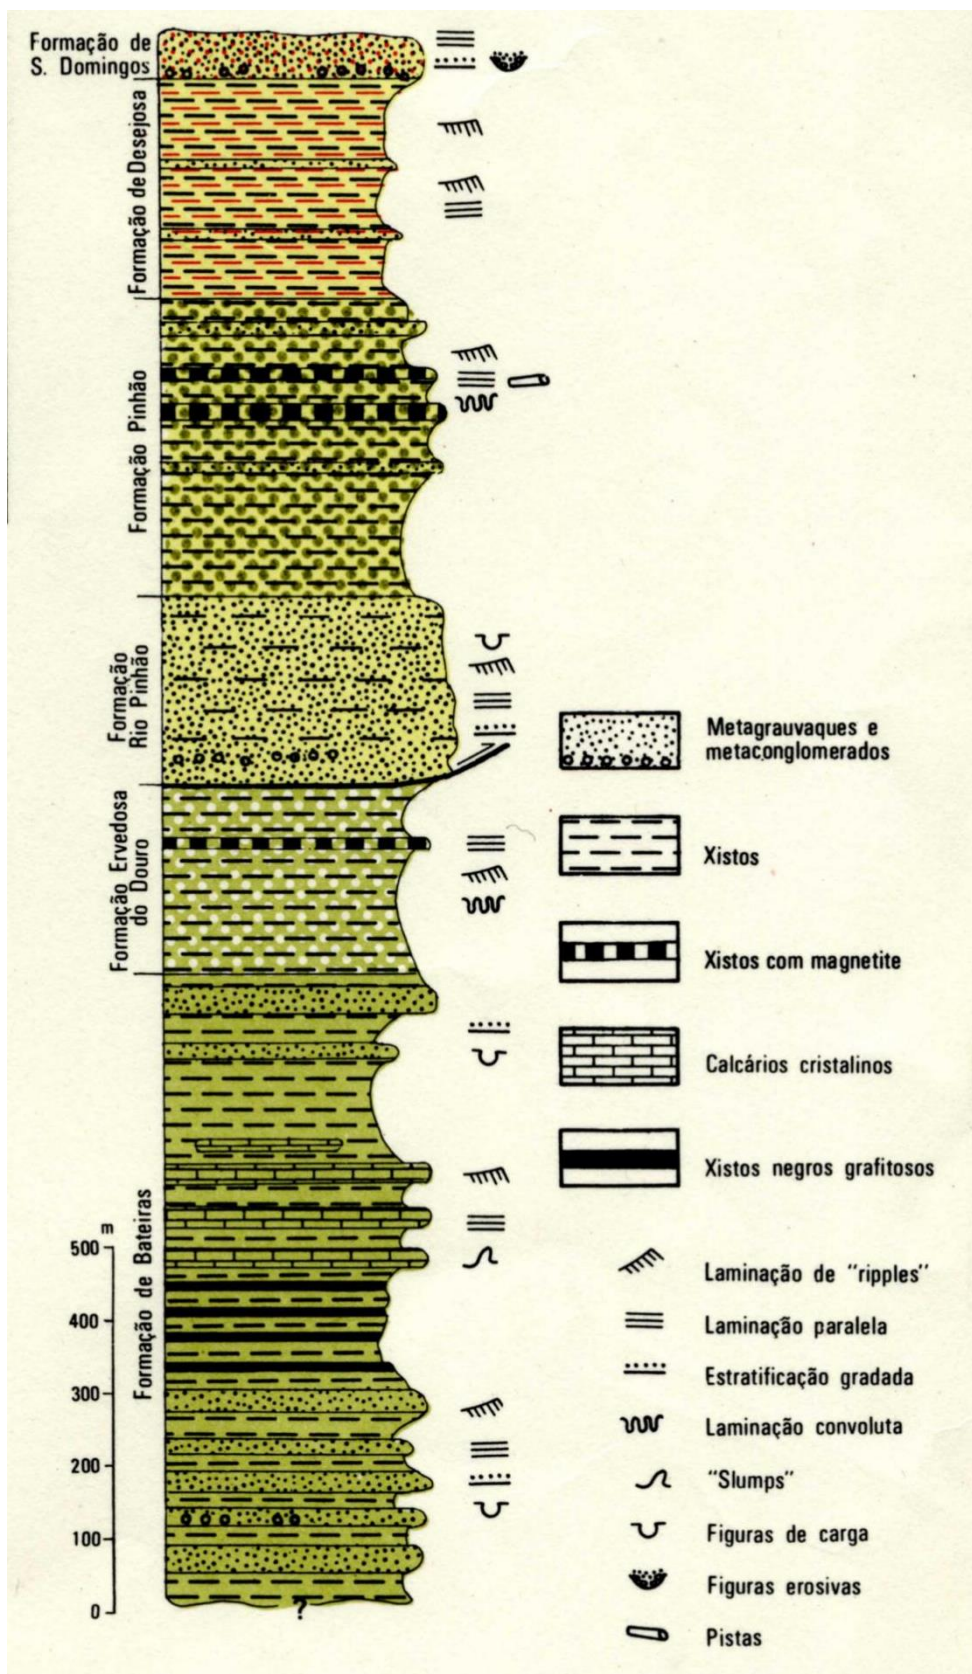 Formação de
S. Domingos
Formação de Desejosa
Formação Pinhão
Formação
Rio Pinhão
Formação Ervedosa
do Douro
Formação de Bateiras
m
500
400
300
200
100
0
?
Metagrauvaques e
metaconglomerados
Xistos
Xistos com magnetite
Calcários cristalinos
Xistos negros grafitosos
Laminação de "ripples"
Laminação paralela
Estratificação gradada
Laminação convoluta
"Slumps"
Figuras de carga
Figuras erosivas
Pistas